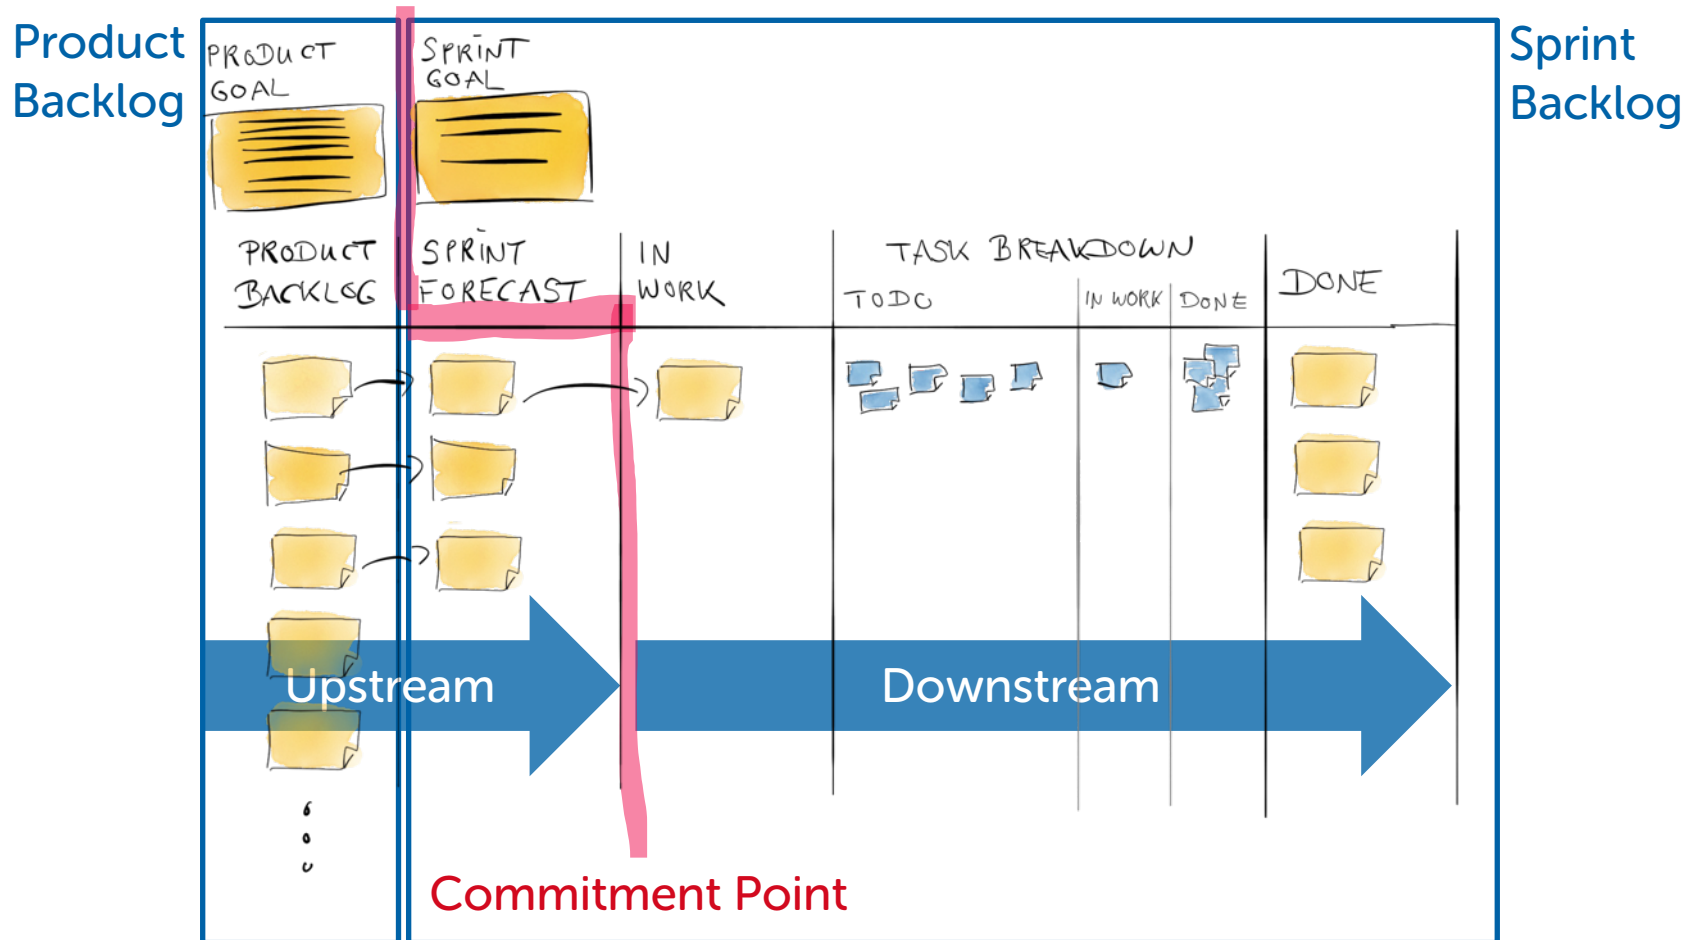 Product
Backlog
PRODUCT
GOAL
SPRINT
GOAL
Sprint
Backlog
PRODUCT
BACKLOG
SPRINT
FORECAST
IN
WORK
TASK BREAKDOWN
TODO
IN WORK
DONE
DONE
Upstream
Downstream
Commitment Point